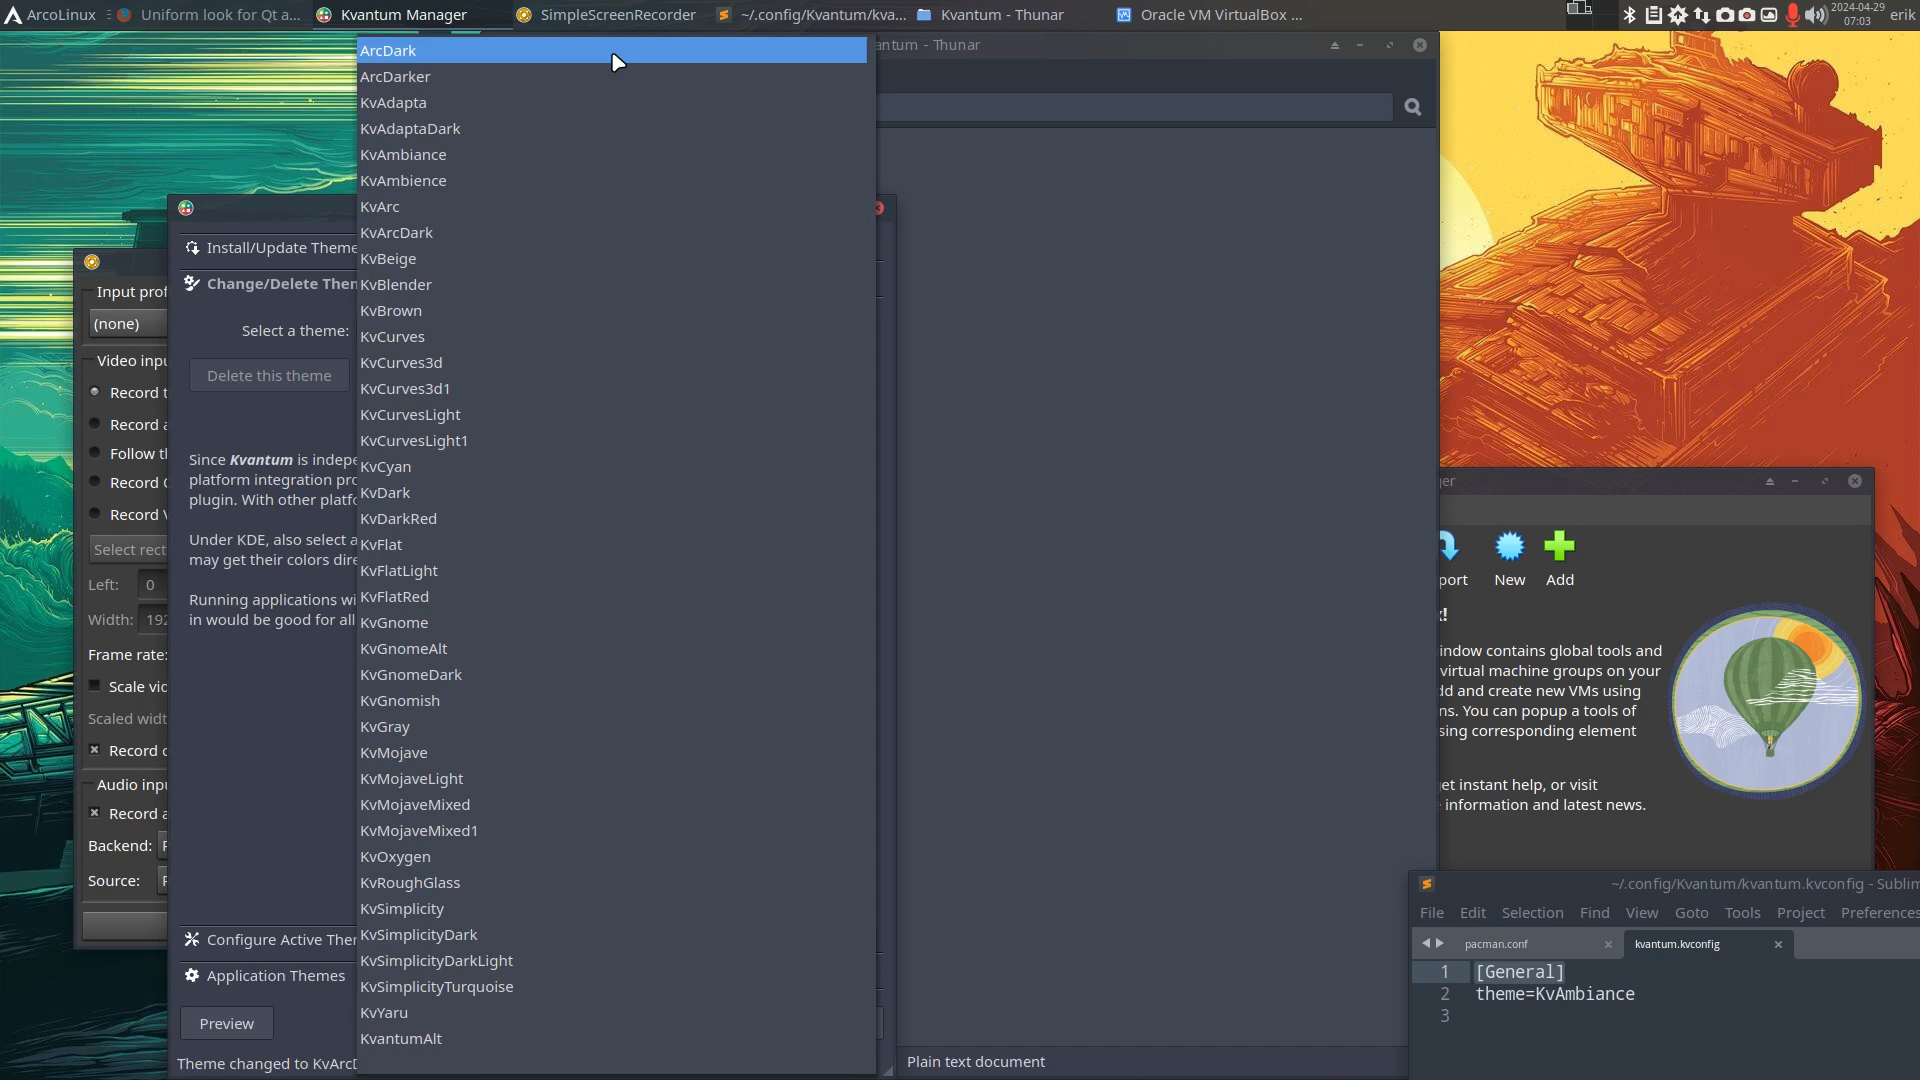 ArcoLinux
Uniform look for Qt a...
Kvantum Manager
SimpleScreenRecorder
~/.config/Kvantum/kva...
Kvantum - Thunar
Oracle VM VirtualBox ...
2024-04-29
07:03
erik
antum - Thunar
ArcDark
ArcDarker
KvAdapta
KvAdaptaDark
KvAmbiance
KvAmbience
KvArc
KvArcDark
KvBeige
KvBlender
KvBrown
KvCurves
KvCurves3d
KvCurves3d1
KvCurvesLight
KvCurvesLight1
KvCyan
KvDark
KvDarkRed
KvFlat
KvFlatLight
KvFlatRed
KvGnome
KvGnomeAlt
KvGnomeDark
KvGnomish
KvGray
KvMojave
KvMojaveLight
KvMojaveMixed
KvMojaveMixed1
KvOxygen
KvRoughGlass
KvSimplicity
KvSimplicityDark
KvSimplicityDarkLight
KvSimplicityTurquoise
KvYaru
KvantumAlt
Install/Update Theme
Change/Delete Them
Select a theme:
Delete this theme
Since Kvantum is indepe
platform integration pro
plugin. With other platfo
Under KDE, also select a
may get their colors dire
Running applications wi
in would be good for all
Configure Active Ther
Application Themes
Preview
Theme changed to KvArcD
Input prof
(none)
Video inpu
Record t
Record a
Follow th
Record
Record V
Select rect
Left: 0
Width: 192
Frame rate:
Scale vid
Scaled widt
Record c
Audio inpu
Record a
Backend:
Source:
Plain text document
ger
port
New
Add
indow contains global tools and
virtual machine groups on your
dd and create new VMs using
ns. You can popup a tools of
sing corresponding element
et instant help, or visit
information and latest news.
~/.config/Kvantum/kvantum.kvconfig - Sublim
File Edit Selection Find View Goto Tools Project Preferences
pacman.conf
kvantum.kvconfig
1 [General]
2 theme=KvAmbiance
3